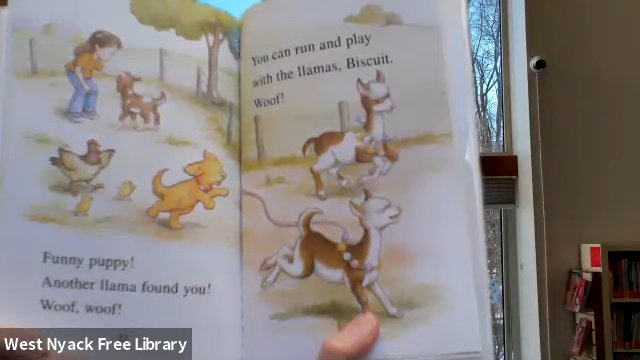 Funny puppy!
Another llama found you!
Woof, woof!
You can run and play
with the llamas, Biscuit.
Woof!
West Nyack Free Library